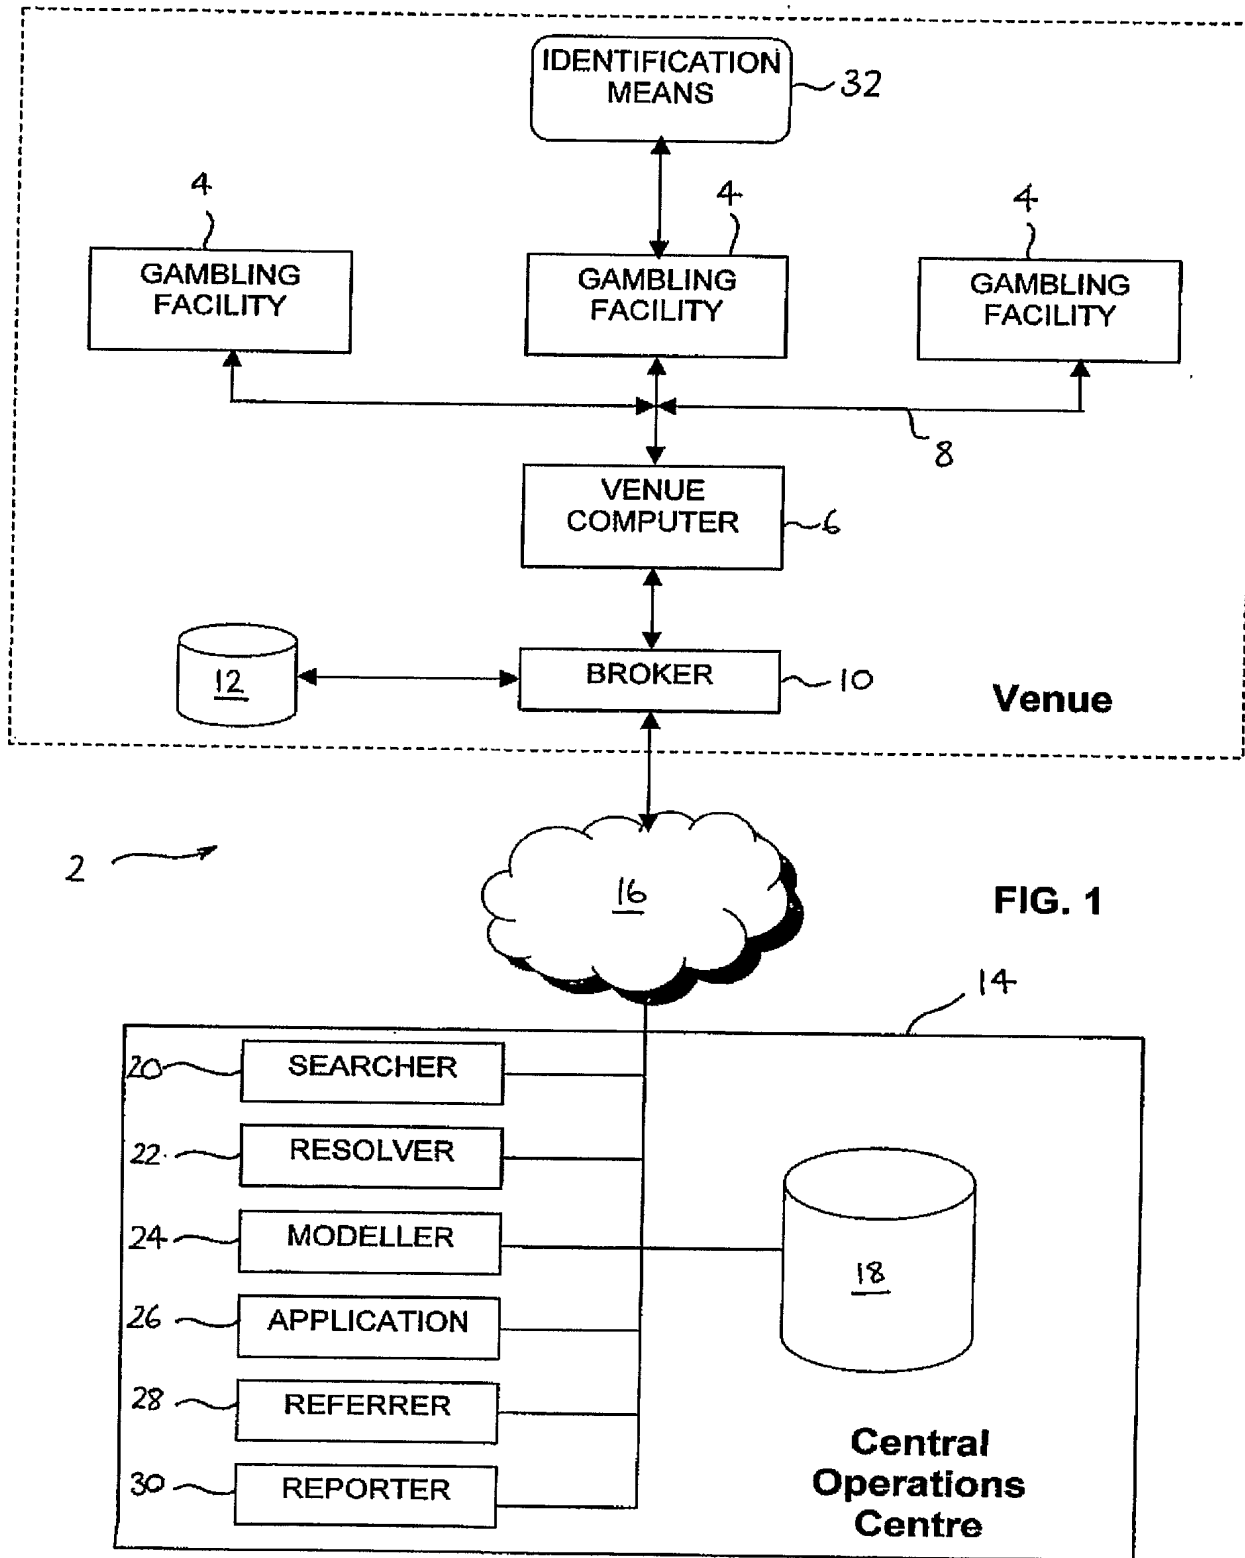 IDENTIFICATION
MEANS
32
4
4
4
GAMBLING
FACILITY
GAMBLING
FACILITY
GAMBLING
FACILITY
8
VENUE
COMPUTER
6
12
BROKER
10
Venue
2
16
FIG. 1
14
20
SEARCHER
22
RESOLVER
24
MODELLER
18
26
APPLICATION
28
REFERRER
30
REPORTER
Central
Operations
Centre